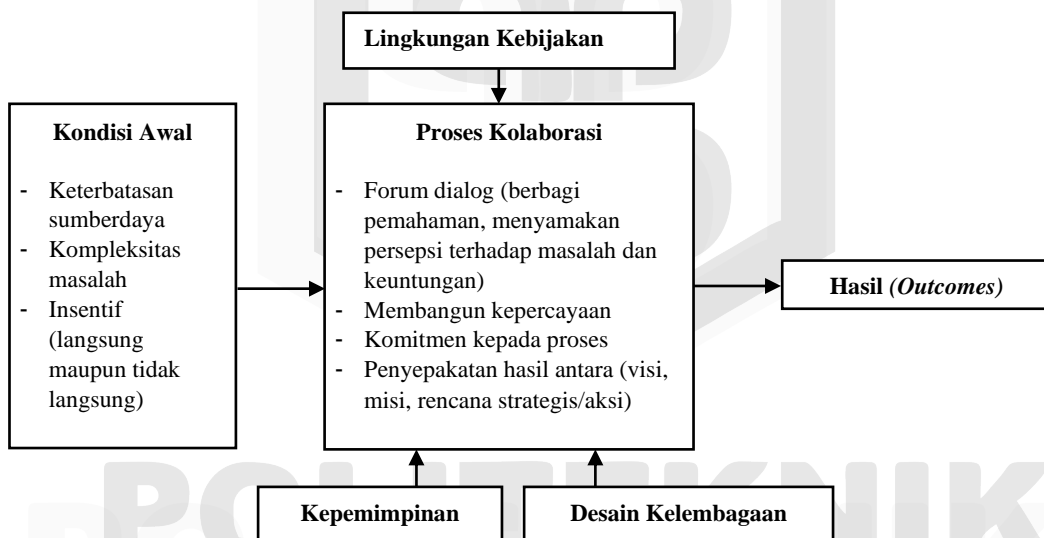 Lingkungan Kebijakan
Kondisi Awal
- Keterbatasan
sumberdaya
- Kompleksitas
masalah
- Insentif
(langsung
maupun tidak
langsung)
Proses Kolaborasi
- Forum dialog (berbagi
pemahaman, menyamakan
persepsi terhadap masalah dan
keuntungan)
- Membangun kepercayaan
- Komitmen kepada proses
- Penyepakatan hasil antara (visi,
misi, rencana strategis/aksi)
Hasil (Outcomes)
Kepemimpinan
Desain Kelembagaan
POLITEKNIK